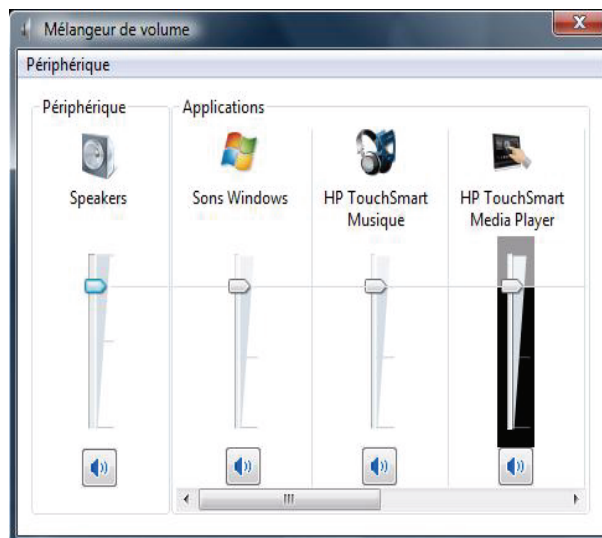 Mélangeur de volume
Périphérique
Périphérique
Applications
Speakers
Sons Windows
HP TouchSmart
Musique
HP TouchSmart
Media Player